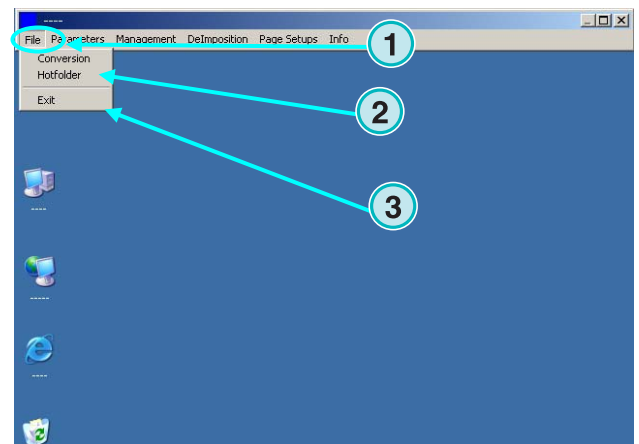 ----
File Parameters Management DeImposition Page Setups Info
1
Conversion
Hotfolder
2
Exit
3
----
-----
----